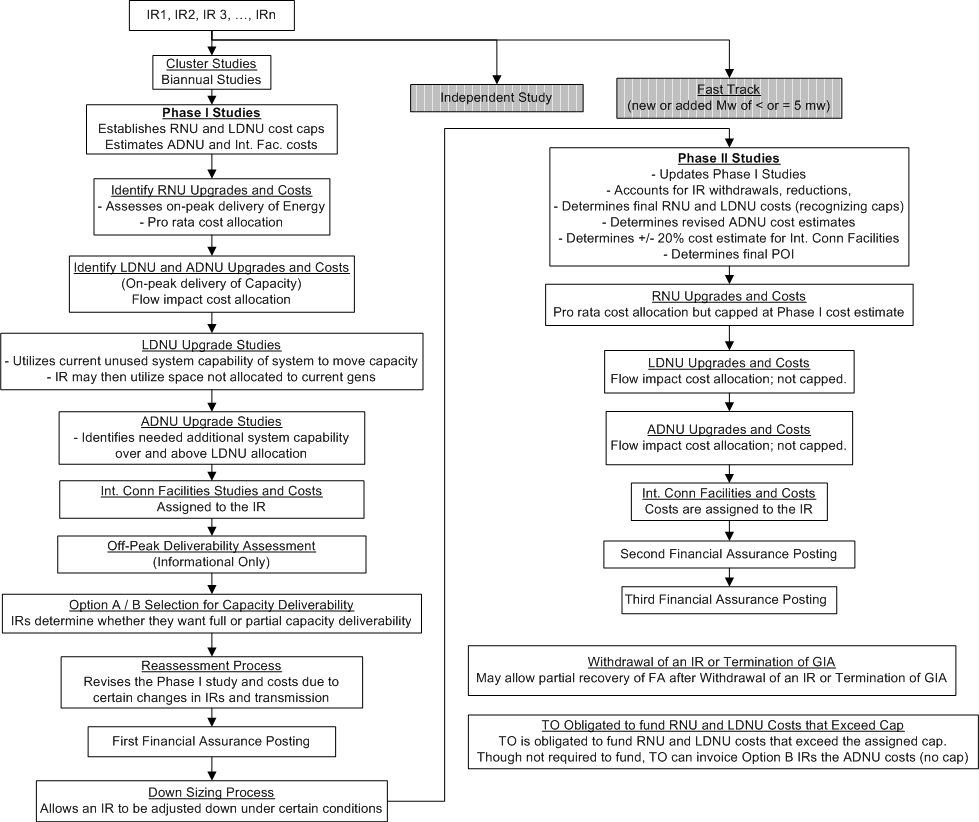 IR1, IR2, IR 3, …, IRn
Cluster Studies
Biannual Studies
Independent Study
Fast Track
(new or added Mw of < or = 5 mw)
Phase I Studies
Establishes RNU and LDNU cost caps
Estimates ADNU and Int. Fac. costs
Identify RNU Upgrades and Costs
- Assesses on-peak delivery of Energy
- Pro rata cost allocation
Identify LDNU and ADNU Upgrades and Costs
(On-peak delivery of Capacity)
Flow impact cost allocation
LDNU Upgrade Studies
- Utilizes current unused system capability of system to move capacity
- IR may then utilize space not allocated to current gens
ADNU Upgrade Studies
- Identifies needed additional system capability
over and above LDNU allocation
Int. Conn Facilities Studies and Costs
Assigned to the IR
Off-Peak Deliverability Assessment
(Informational Only)
Option A / B Selection for Capacity Deliverability
IRs determine whether they want full or partial capacity deliverability
Reassessment Process
Revises the Phase I study and costs due to
certain changes in IRs and transmission
First Financial Assurance Posting
Down Sizing Process
Allows an IR to be adjusted down under certain conditions
Phase II Studies
- Updates Phase I Studies
- Accounts for IR withdrawals, reductions,
- Determines final RNU and LDNU costs (recognizing caps)
- Determines revised ADNU cost estimates
- Determines +/- 20% cost estimate for Int. Conn Facilities
- Determines final POI
RNU Upgrades and Costs
Pro rata cost allocation but capped at Phase I cost estimate
LDNU Upgrades and Costs
Flow impact cost allocation; not capped.
ADNU Upgrades and Costs
Flow impact cost allocation; not capped.
Int. Conn Facilities and Costs
Costs are assigned to the IR
Second Financial Assurance Posting
Third Financial Assurance Posting
Withdrawal of an IR or Termination of GIA
May allow partial recovery of FA after Withdrawal of an IR or Termination of GIA
TO Obligated to fund RNU and LDNU Costs that Exceed Cap
TO is obligated to fund RNU and LDNU costs that exceed the assigned cap.
Though not required to fund, TO can invoice Option B IRs the ADNU costs (no cap)